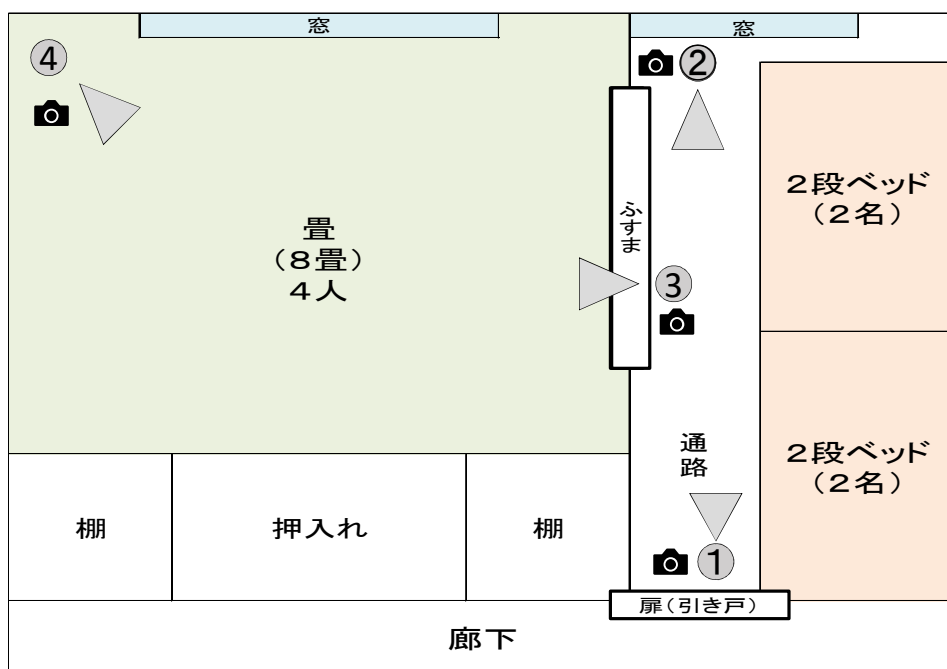 窓
窓
④
②
2段ベッド
(2名)
ふすま
畳
(8畳)
4人
③
通路
2段ベッド
(2名)
棚
押入れ
棚
①
扉(引き戸)
廊下